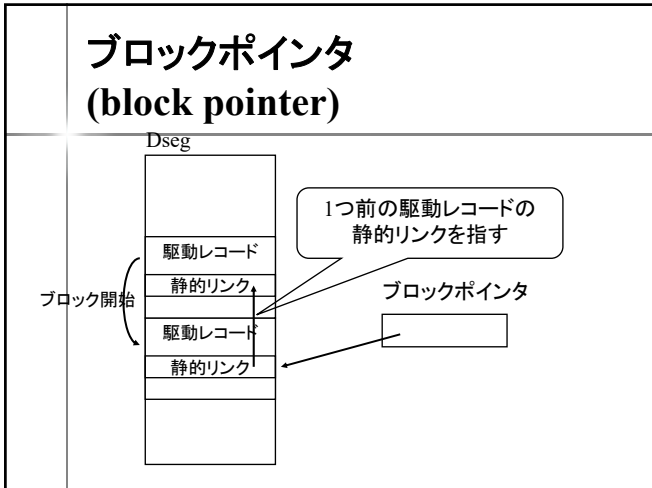 ブロックポインタ
(block pointer)
Dseg
1つ前の駆動レコードの
静的リンクを指す
駆動レコード
静的リンク
ブロック開始
ブロックポインタ
駆動レコード
静的リンク